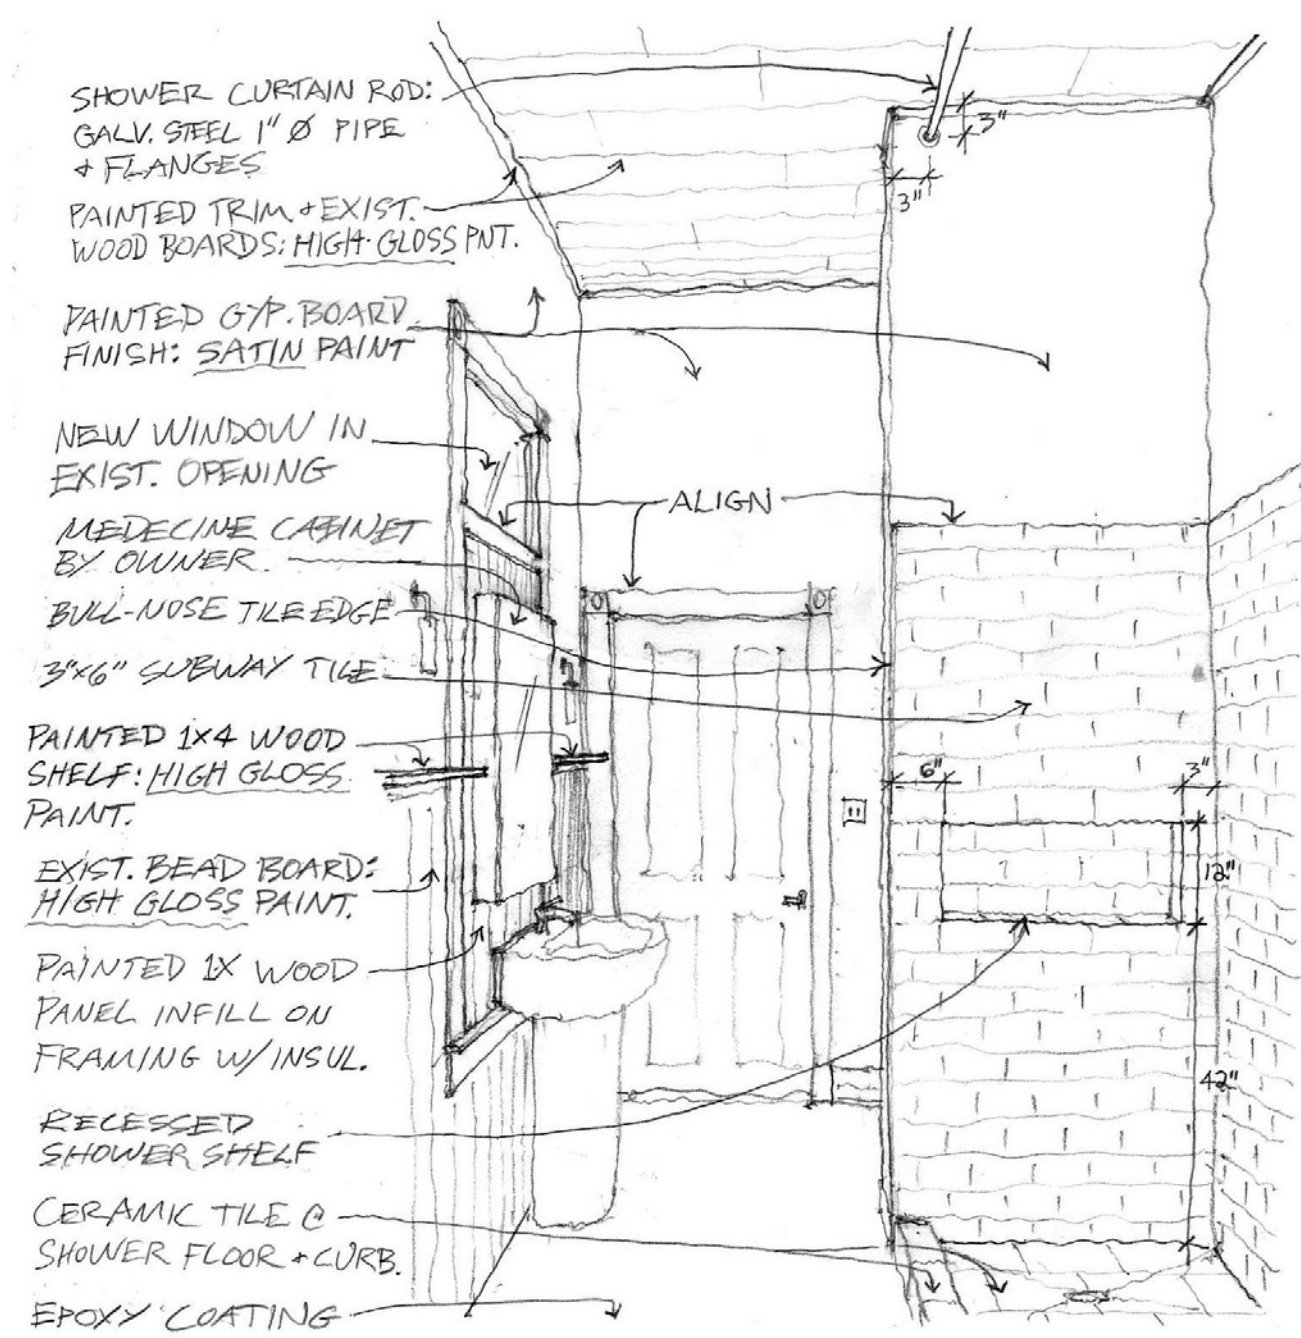 SHOWER CURTAIN ROD:
GALV. STEEL 1" Ø PIPE
& FLANGES
3"
3"
PAINTED TRIM & EXIST.
WOOD BOARDS: HIGH-GLOSS PNT.
PAINTED GYP. BOARD
FINISH: SATIN PAINT
NEW WINDOW IN
EXIST. OPENING
ALIGN
MEDECINE CABINET
BY OWNER
BULL-NOSE TILE EDGE
3"x6" SUBWAY TILE
PAINTED 1x4 WOOD
SHELF: HIGH GLOSS
PAINT.
6"
3"
12"
EXIST. BEAD BOARD:
HIGH GLOSS PAINT.
PAINTED 1X WOOD
PANEL INFILL ON
FRAMING W/ INSUL.
42"
RECESSED
SHOWER SHELF
CERAMIC TILE @
SHOWER FLOOR & CURB.
EPOXY COATING